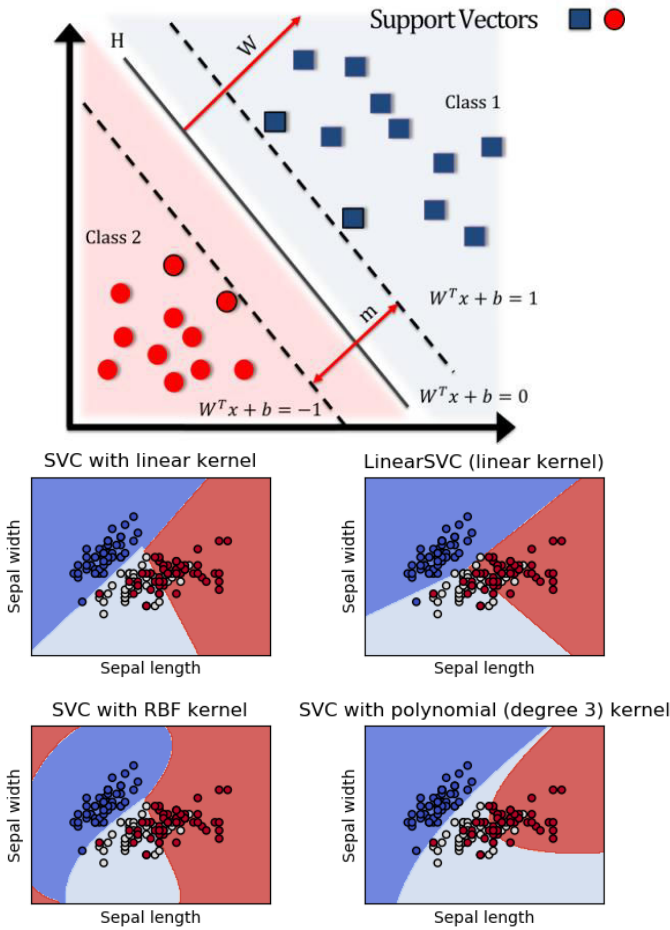 Support Vectors
H
W
Class 1
Class 2
W^T x + b = 1
m
W^T x + b = 0
W^T x + b = −1
SVC with linear kernel
LinearSVC (linear kernel)
Sepal width
Sepal width
Sepal length
Sepal length
SVC with RBF kernel
SVC with polynomial (degree 3) kernel
Sepal width
Sepal width
Sepal length
Sepal length